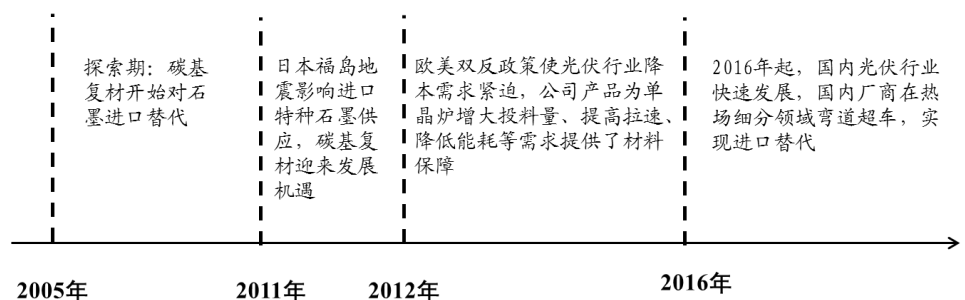 探索期：碳基
复材开始对石
墨进口替代
日本福岛地
震影响进口
特种石墨供
应，碳基复
材迎来发展
机遇
欧美双反政策使光伏行业降
本需求紧迫，公司产品为单
晶炉增大投料量、提高拉速、
降低能耗等需求提供了材料
保障
2016年起，国内光伏行业
快速发展，国内厂商在热
场细分领域弯道超车，实
现进口替代
2005年
2011年
2012年
2016年